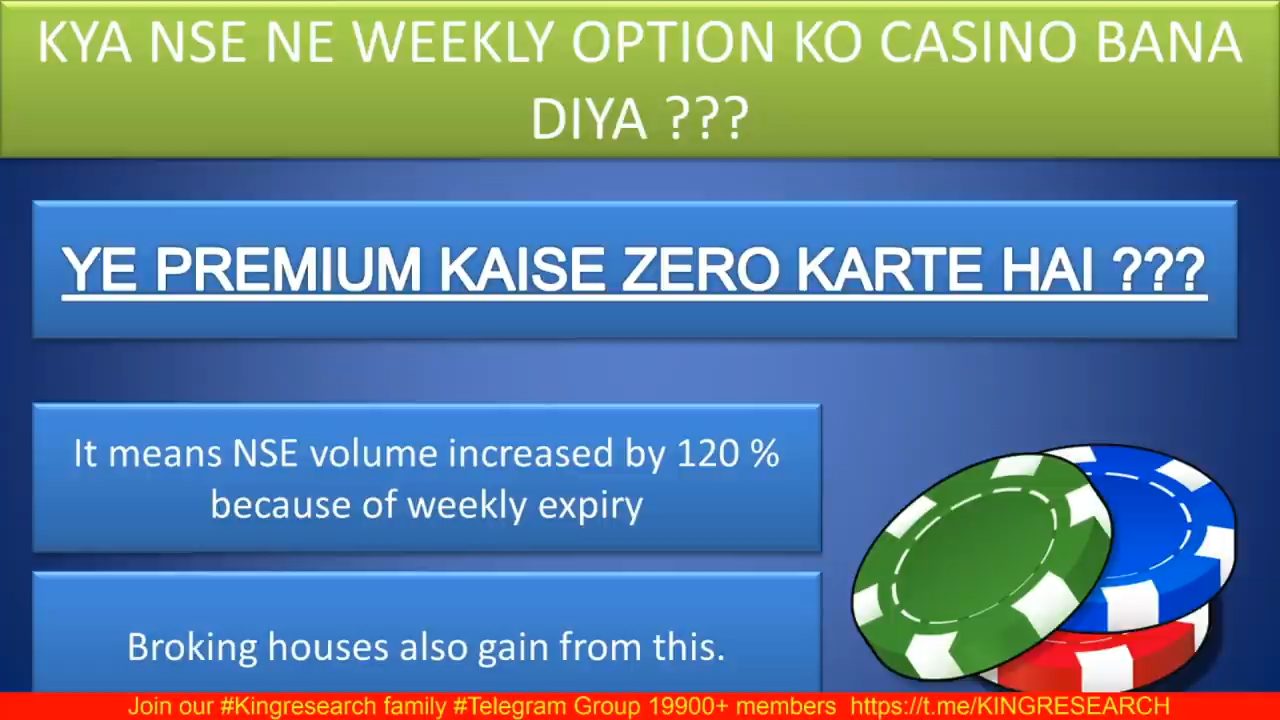 KYA NSE NE WEEKLY OPTION KO CASINO BANA
DIYA ???
YE PREMIUM KAISE ZERO KARTE HAI ???
It means NSE volume increased by 120 %
because of weekly expiry
Broking houses also gain from this.
Join our #Kingresearch family #Telegram Group 19900+ members  https://t.me/KINGRESEARCH